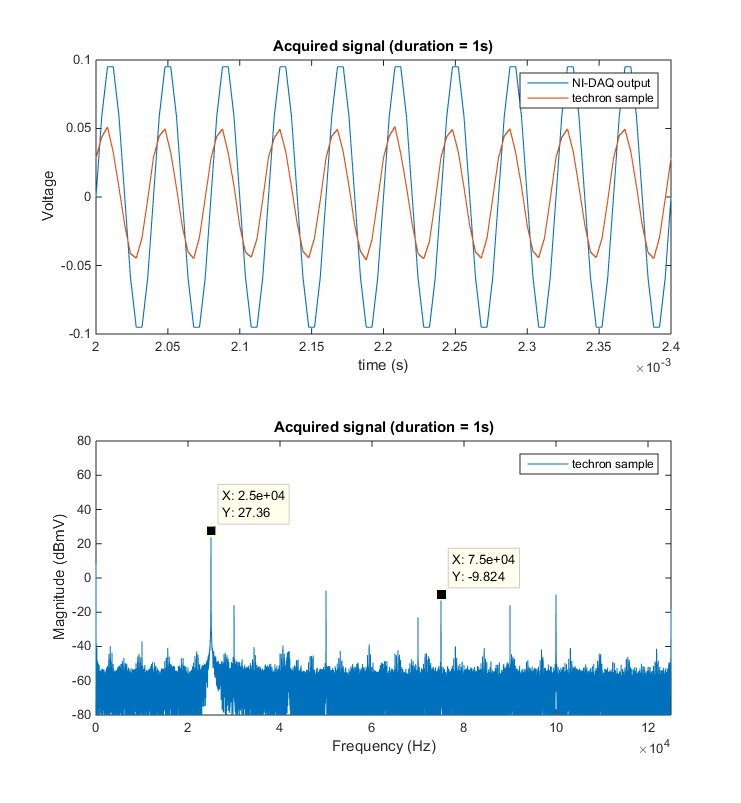 Acquired signal (duration = 1s)
0.1
0.05
0
-0.05
-0.1
Voltage
NI-DAQ output
techron sample
2 2.05 2.1 2.15 2.2 2.25 2.3 2.35 2.4
time (s)
×10-3
Acquired signal (duration = 1s)
80
60
40
20
0
-20
-40
-60
-80
Magnitude (dBmV)
techron sample
X: 2.5e+04
Y: 27.36
X: 7.5e+04
Y: -9.824
0 2 4 6 8 10 12
Frequency (Hz)
×104